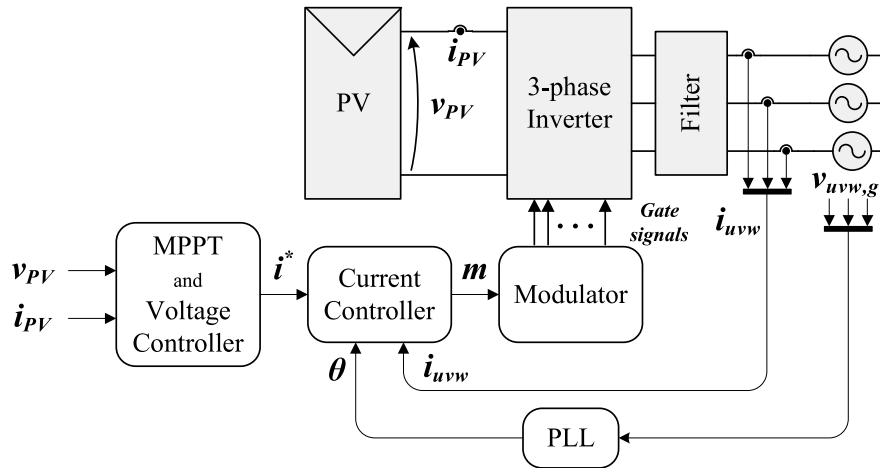 PV
i_PV
v_PV
3-phase
Inverter
Filter
v_uvw,g
i_uvw
Gate
signals
MPPT
and
Voltage
Controller
v_PV
i_PV
i*
Current
Controller
m
Modulator
θ
i_uvw
PLL